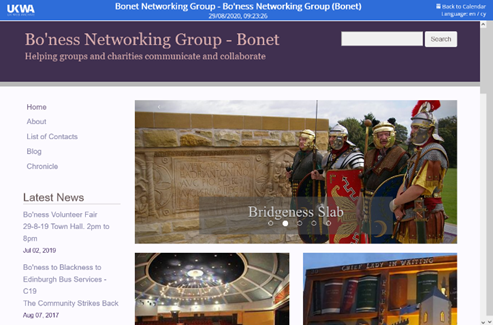 UKWA
Bonet Networking Group - Bo'ness Networking Group (Bonet)
29/08/2020, 09:23:26
Back to Calendar
Language: en / cy
Bo'ness Networking Group - Bonet
Helping groups and charities communicate and collaborate
Search
Home
About
List of Contacts
Blog
Chronicle
Latest News
Bo'ness Volunteer Fair
29-8-19 Town Hall. 2pm to
8pm
Jul 02, 2019
Bo'ness to Blackness to
Edinburgh Bus Services -
C19
The Community Strikes Back
Aug 07, 2017
Bridgeness Slab
CHIEF LADY IN WAITING